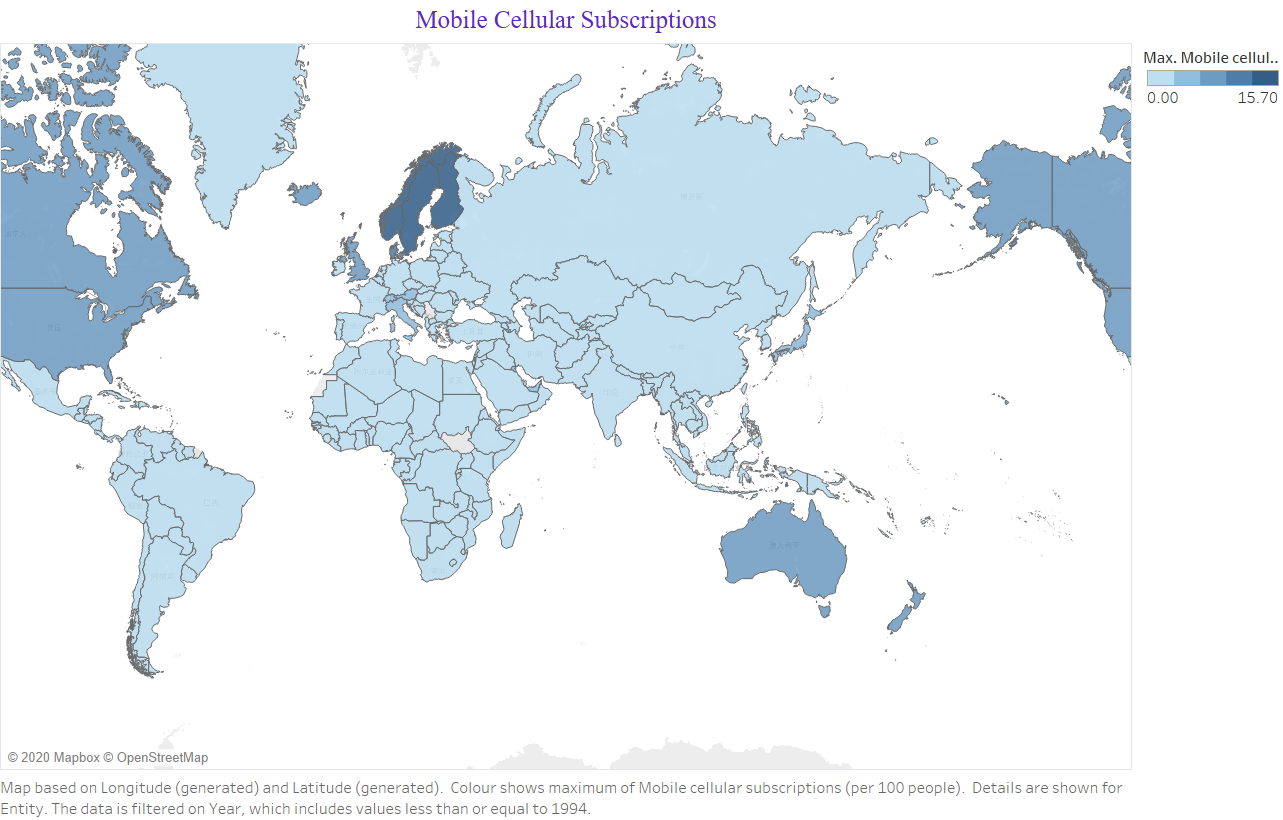 Mobile Cellular Subscriptions
Max. Mobile cellul..
0.00 15.70
© 2020 Mapbox © OpenStreetMap
Map based on Longitude (generated) and Latitude (generated). Colour shows maximum of Mobile cellular subscriptions (per 100 people). Details are shown for
Entity. The data is filtered on Year, which includes values less than or equal to 1994.